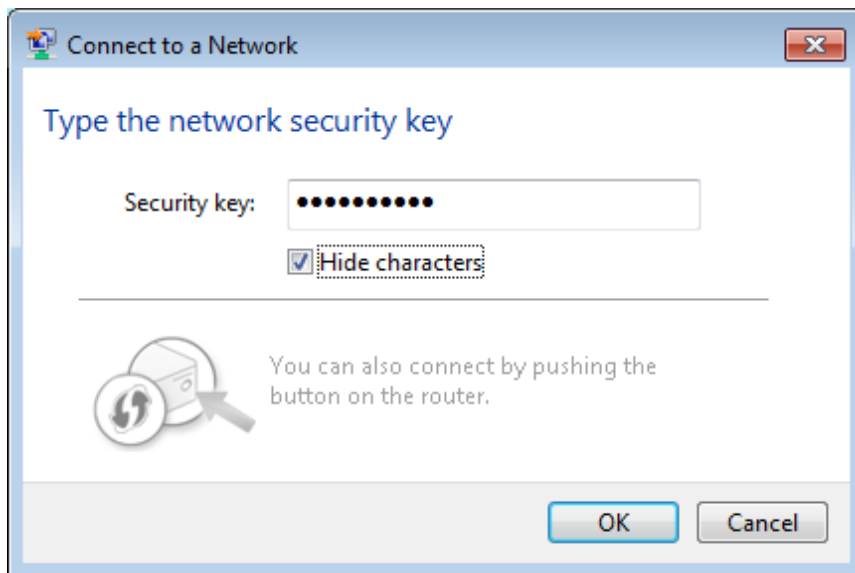 Connect to a Network
Type the network security key
Security key: ••••••••••
Hide characters
You can also connect by pushing the
button on the router.
OK Cancel